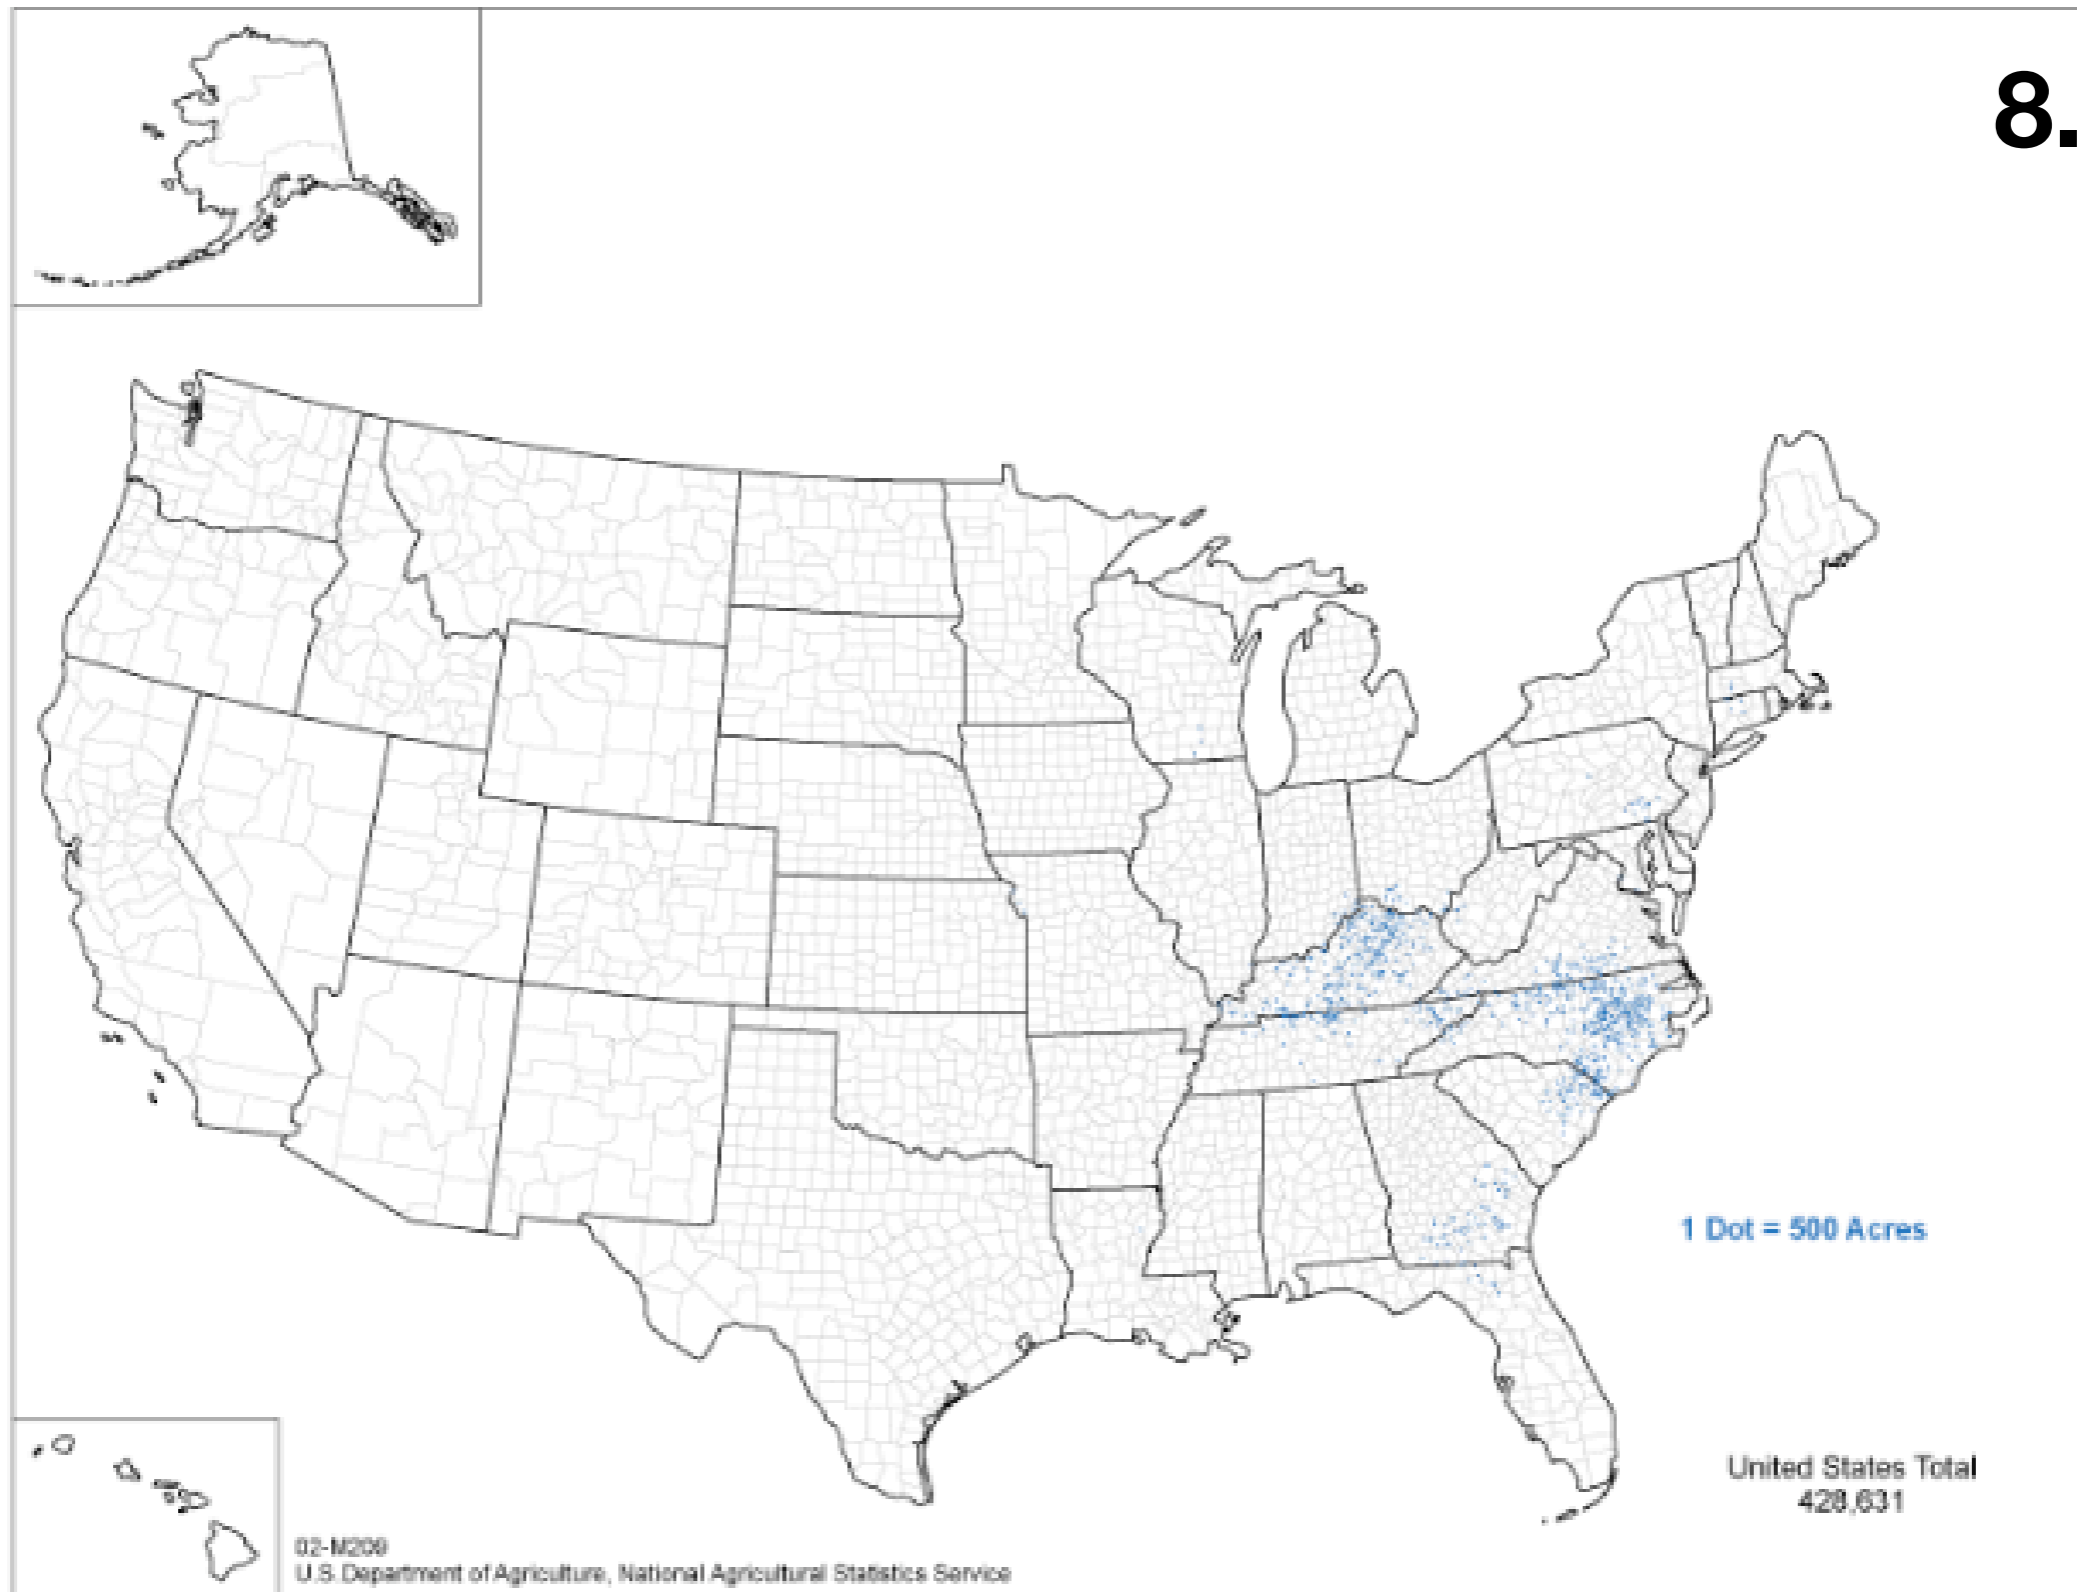 8.
1 Dot = 500 Acres
United States Total
428,631
02-M209
U.S. Department of Agriculture, National Agricultural Statistics Service